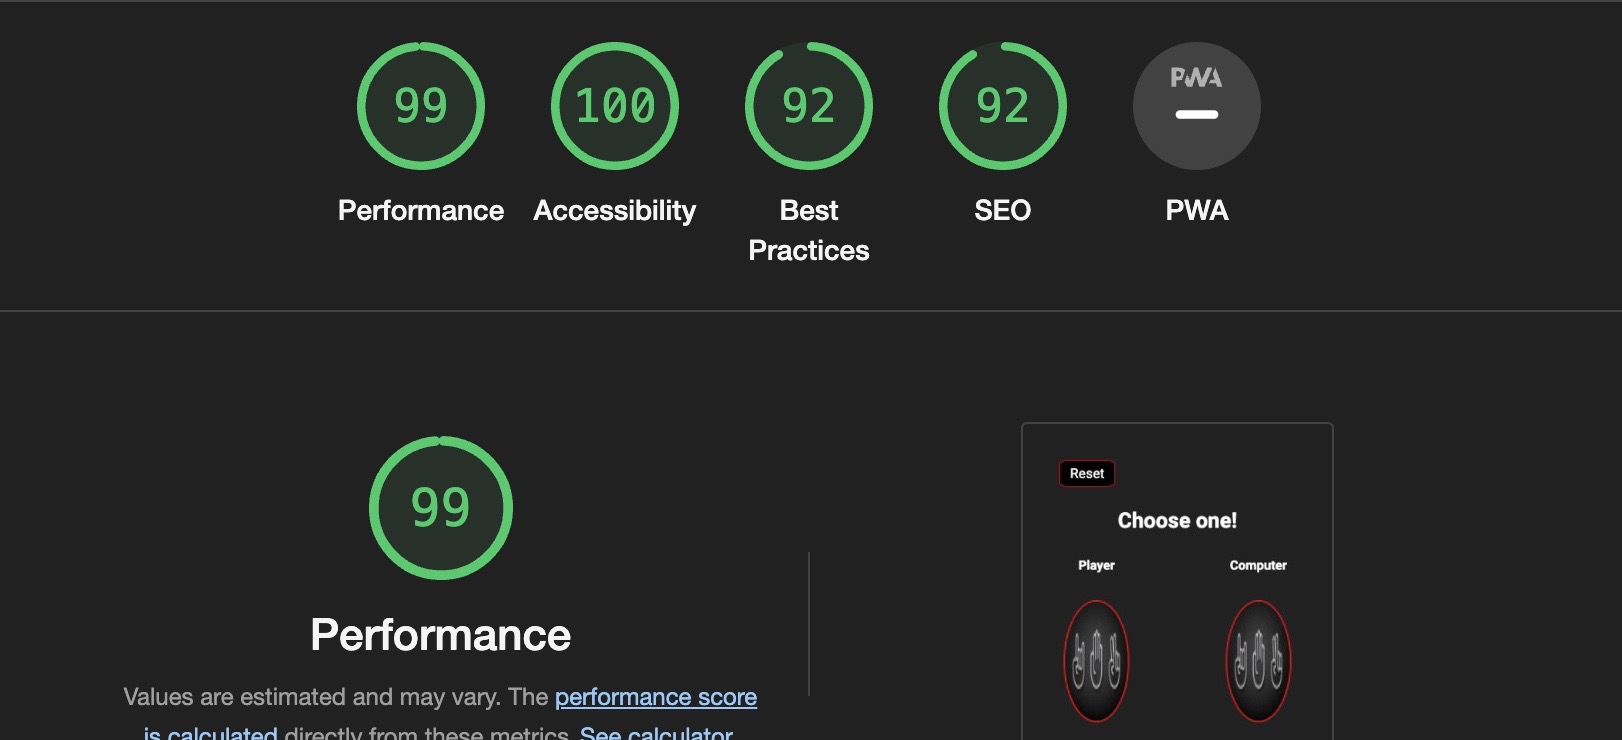 99
100
92
92
PWA
Performance
Accessibility
Best
Practices
SEO
PWA
99
Performance
Values are estimated and may vary. The performance score
is calculated directly from these metrics. See calculator.
Reset
Choose one!
Player
Computer